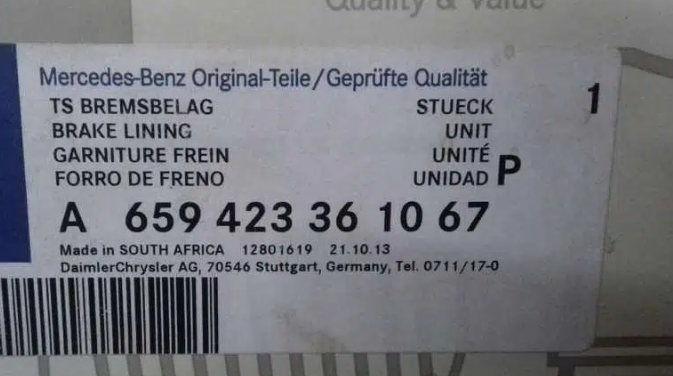 Quality & Value
Mercedes-Benz Original-Teile/Geprüfte Qualität
TS BREMSBELAG STUECK 1
BRAKE LINING UNIT
GARNITURE FREIN UNITÉ
FORRO DE FRENO UNIDAD P
A 659 423 36 10 67
Made in SOUTH AFRICA 12801619 21.10.13
DaimlerChrysler AG, 70546 Stuttgart, Germany, Tel. 0711/17-0